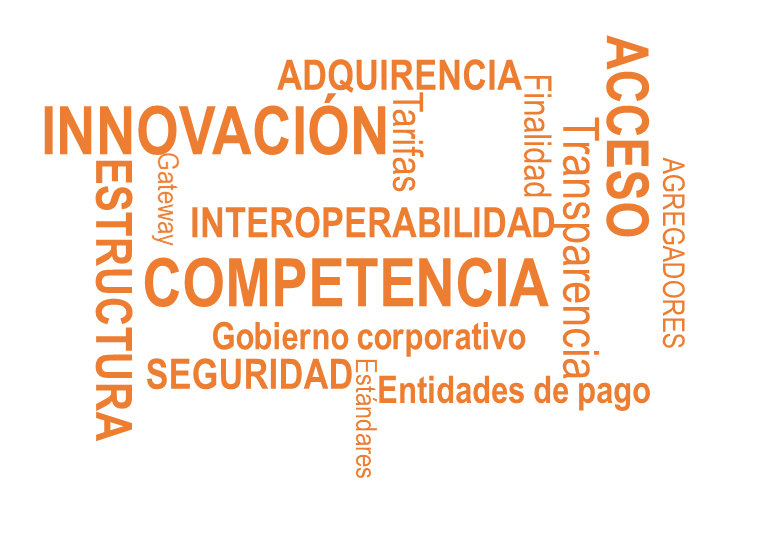 ACCESO
ADQUIRENCIA
Finalidad
Tarifas
INNOVACIÓN
Transparencia
Gateway
ESTRUCTURA
AGREGADORES
INTEROPERABILIDAD
COMPETENCIA
Gobierno corporativo
SEGURIDAD
Estándares
Entidades de pago